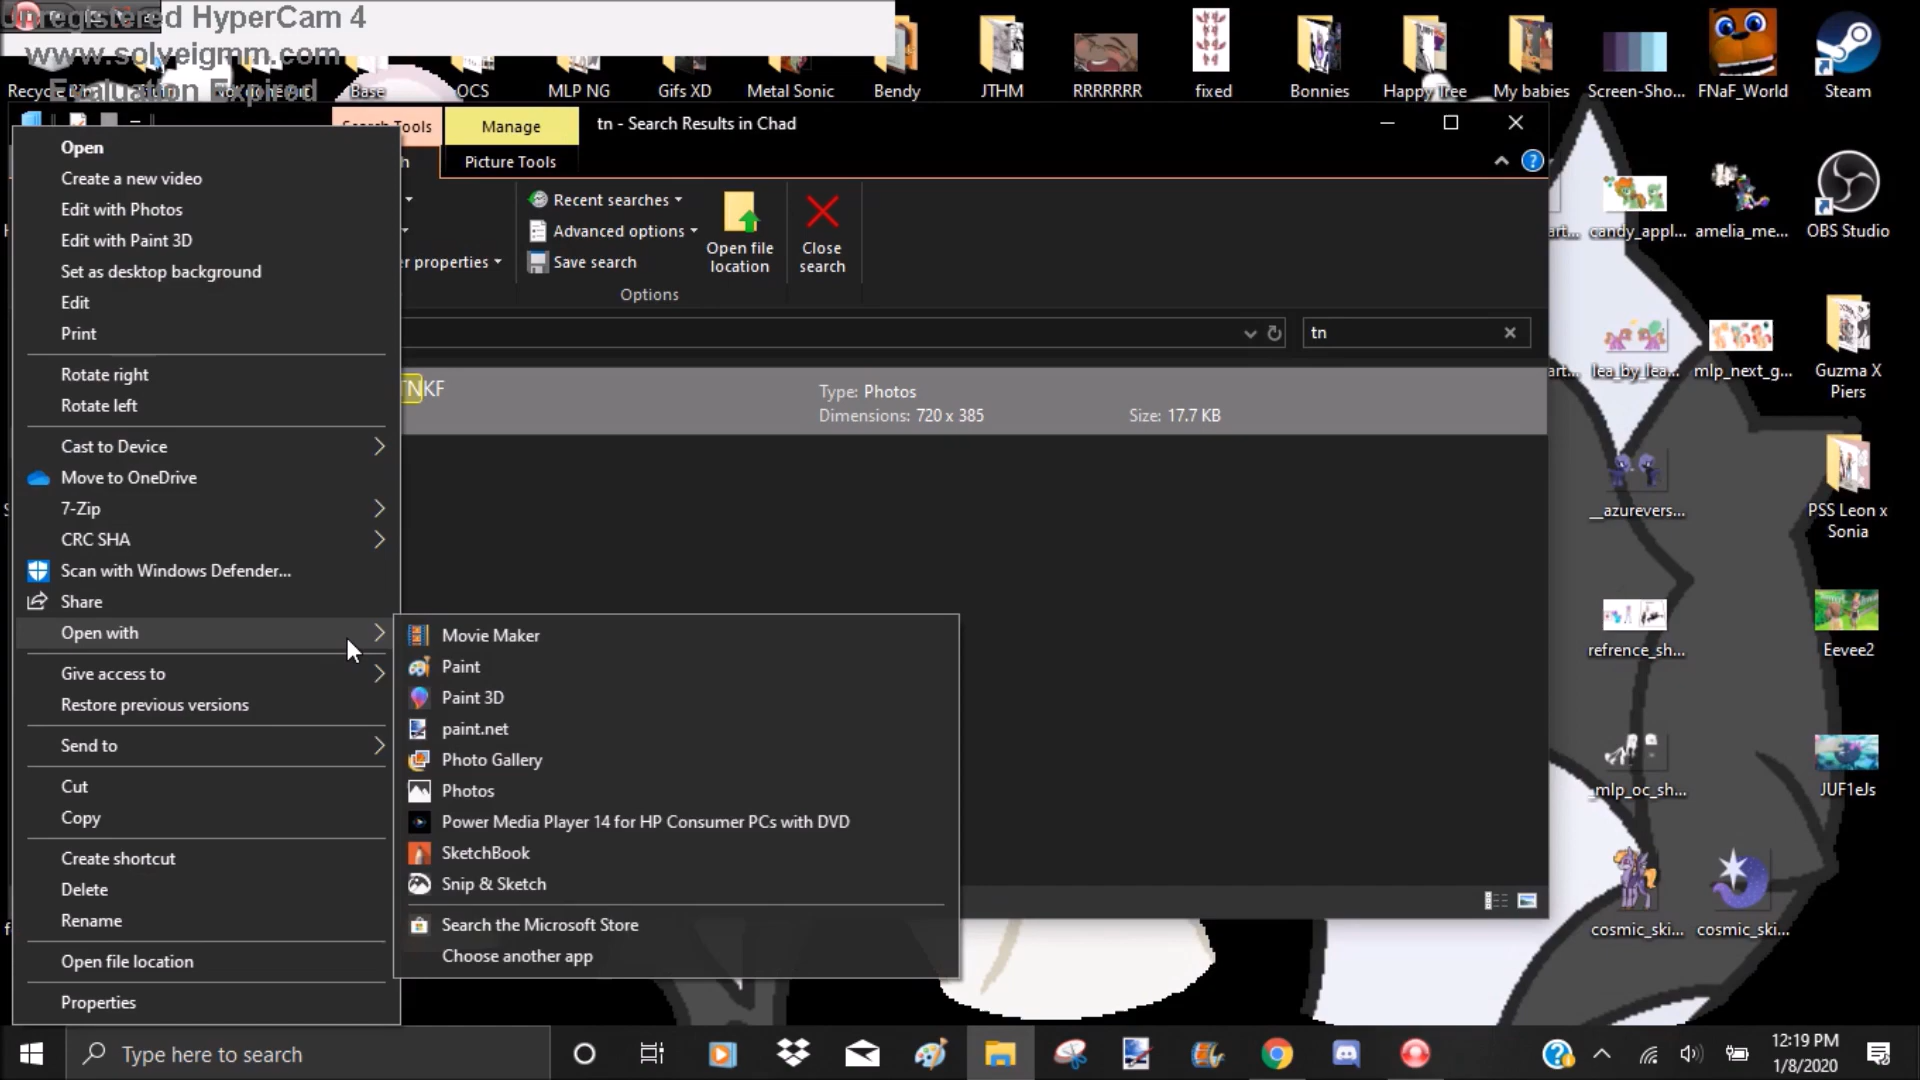 Unregistered HyperCam 4
www.solveigmm.com
Evaluation Expired
Base
OCS
MLP NG
Gifs XD
Metal Sonic
Bendy
JTHM
RRRRRRR
fixed
Bonnies
Happy Tree
My babies
Screen-Sho...
FNaF_World
Steam
Search Tools
Manage
tn - Search Results in Chad
Picture Tools
Recent searches
Advanced options
Save search
Open file
location
Close
search
Options
tn
TNKF
Type: Photos
Dimensions: 720 x 385
Size: 17.7 KB
Open
Create a new video
Edit with Photos
Edit with Paint 3D
Set as desktop background
Edit
Print
Rotate right
Rotate left
Cast to Device
Move to OneDrive
7-Zip
CRC SHA
Scan with Windows Defender...
Share
Open with
Give access to
Restore previous versions
Send to
Cut
Copy
Create shortcut
Delete
Rename
Open file location
Properties
Movie Maker
Paint
Paint 3D
paint.net
Photo Gallery
Photos
Power Media Player 14 for HP Consumer PCs with DVD
SketchBook
Snip & Sketch
Search the Microsoft Store
Choose another app
candy_appl...
amelia_me...
OBS Studio
lea_by_lea...
mlp_next_g...
Guzma X
Piers
__azurevers...
PSS Leon x
Sonia
refrence_sh...
Eevee2
_mlp_oc_sh...
JUF1eJs
cosmic_ski...
cosmic_ski...
Type here to search
12:19 PM
1/8/2020